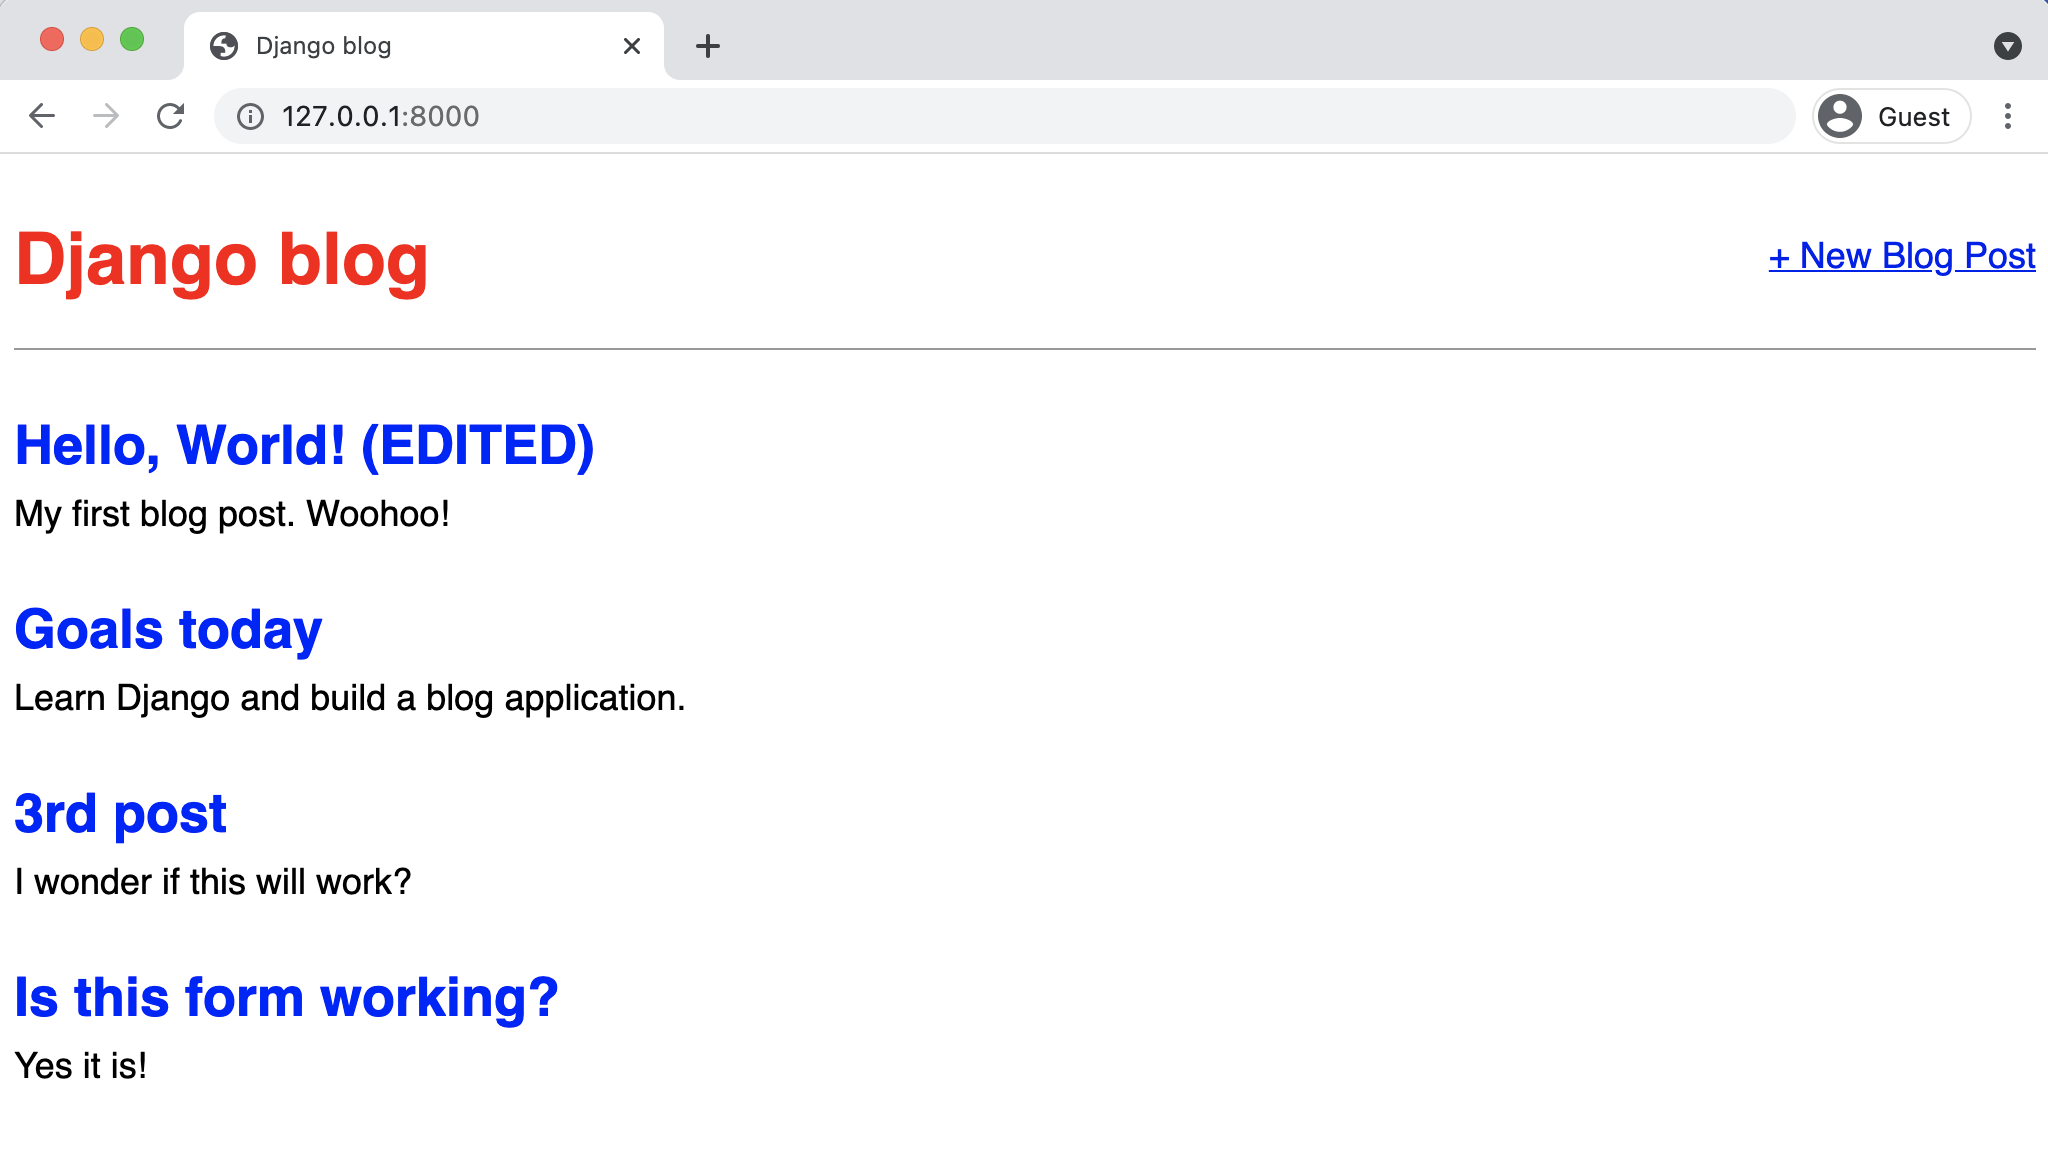 Django blog
127.0.0.1:8000
Guest
Django blog
+ New Blog Post
Hello, World! (EDITED)
My first blog post. Woohoo!
Goals today
Learn Django and build a blog application.
3rd post
I wonder if this will work?
Is this form working?
Yes it is!